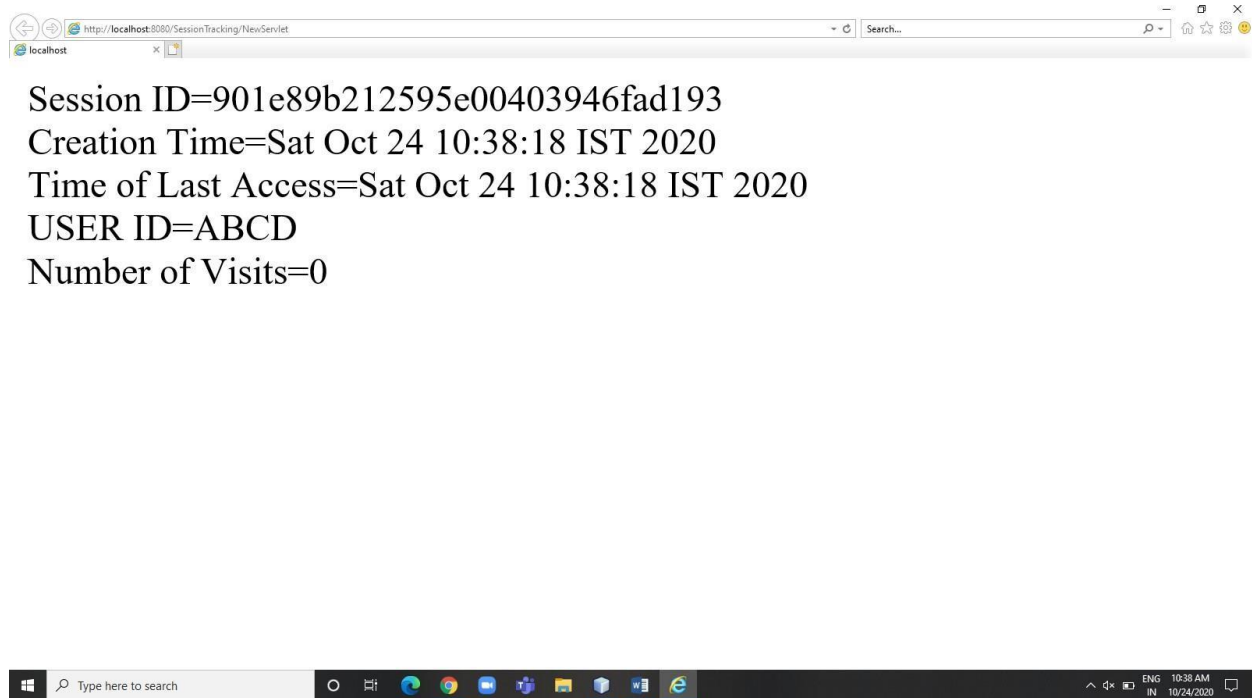 http://localhost:8080/SessionTracking/NewServlet
Search...
localhost
Session ID=901e89b212595e00403946fad193
Creation Time=Sat Oct 24 10:38:18 IST 2020
Time of Last Access=Sat Oct 24 10:38:18 IST 2020
USER ID=ABCD
Number of Visits=0
Type here to search
ENG 10:38 AM
IN 10/24/2020